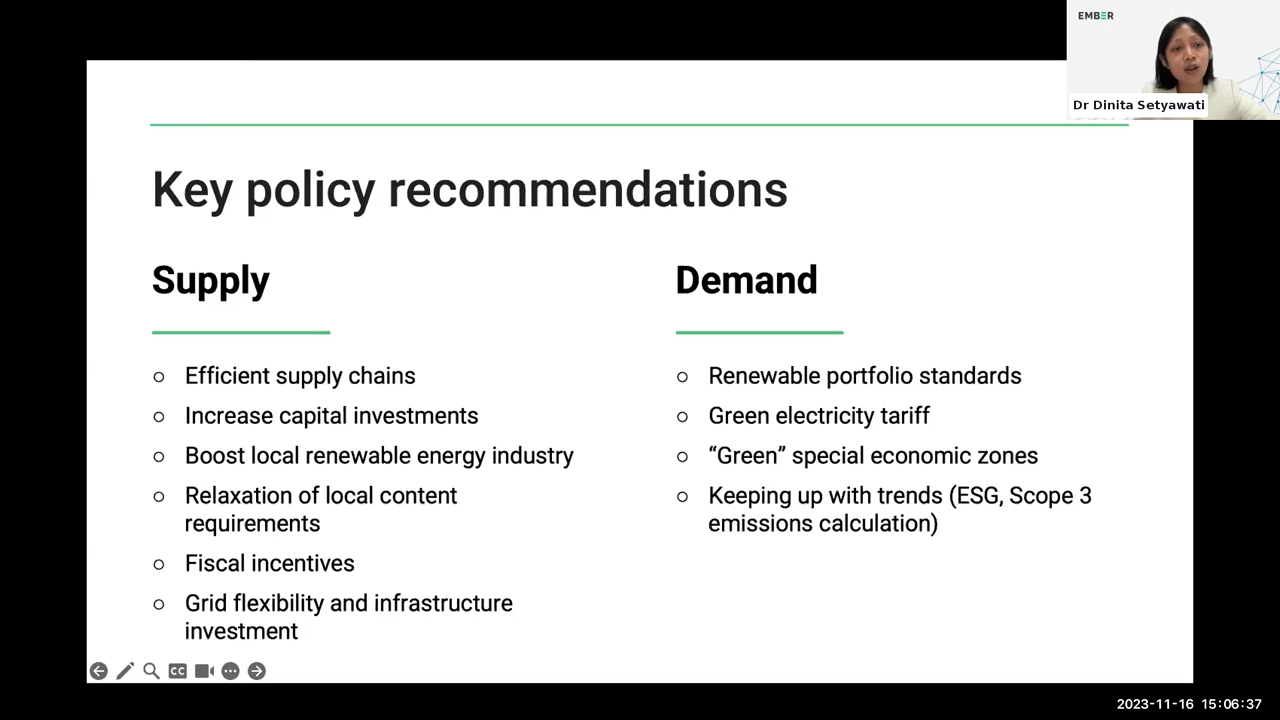 EMBER
Dr Dinita Setyawati
Key policy recommendations
Supply
○ Efficient supply chains
○ Increase capital investments
○ Boost local renewable energy industry
○ Relaxation of local content
requirements
○ Fiscal incentives
○ Grid flexibility and infrastructure
investment
Demand
○ Renewable portfolio standards
○ Green electricity tariff
○ “Green” special economic zones
○ Keeping up with trends (ESG, Scope 3
emissions calculation)
CC
2023-11-16 15:06:37